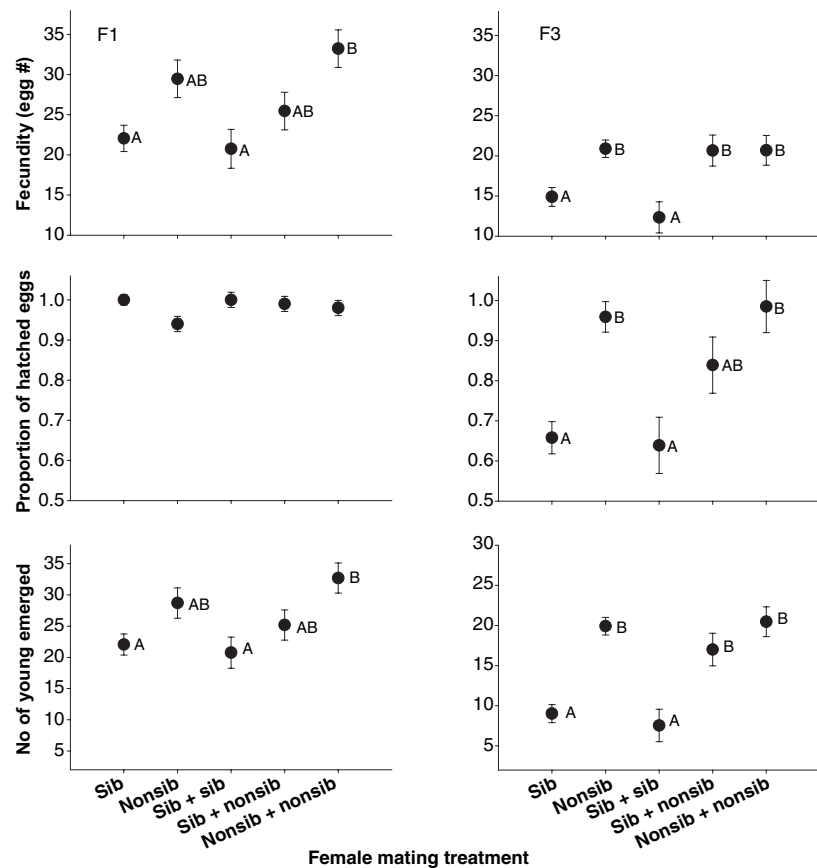 F1
Fecundity (egg #)
35
30
25
20
15
10
A
AB
A
AB
B
F3
35
30
25
20
15
10
A
B
A
B
B
Proportion of hatched eggs
1.0
0.9
0.8
0.7
0.6
0.5
1.0
0.9
0.8
0.7
0.6
0.5
A
B
A
AB
B
No of young emerged
35
30
25
20
15
10
5
A
AB
A
AB
B
30
25
20
15
10
5
A
B
A
B
B
Sib
Nonsib
Sib + sib
Sib + nonsib
Nonsib + nonsib
Sib
Nonsib
Sib + sib
Sib + nonsib
Nonsib + nonsib
Female mating treatment